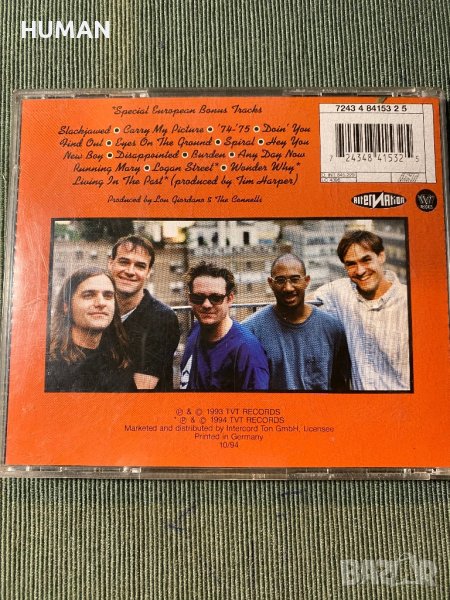 HUMAN
"Special European Bonus Tracks
Slackjawed • Carry My Picture • '74-'75 • Doin' You
Find Out • Eyes On The Ground • Spiral • Hey You
New Boy • Disappointed • Burden • Any Day Now
Running Mary • Logan Street" • Wonder Why"
Living In The Past" (produced by Tim Harper)
Produced by Lou Giordano & The Connells
7243 4 84153 2 5
7 24348 41532 5
alterNation
TVT
℗ & © 1993 TVT RECORDS
" ℗ & © 1994 TVT RECORDS
Marketed and distributed by Intercord Ton GmbH, Licensee
Printed in Germany
10/94
Bazar.bg